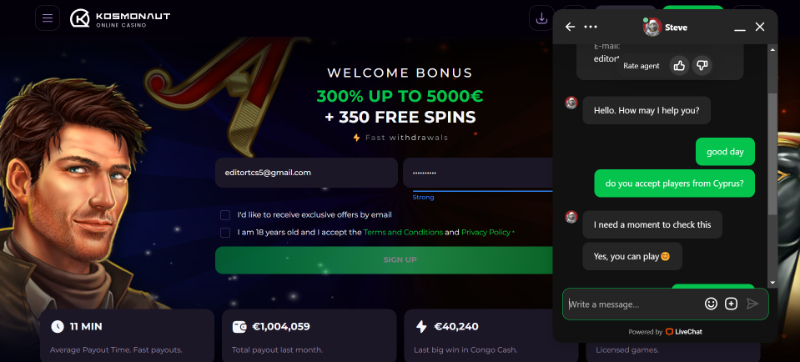 KOSMONAUT
ONLINE CASINO
WELCOME BONUS
300% UP TO 5000€
+ 350 FREE SPINS
Fast withdrawals
editortcs5@gmail.com
Strong
I'd like to receive exclusive offers by email
I am 18 years old and I accept the Terms and Conditions and Privacy Policy *
SIGN UP
11 MIN
Average Payout Time. Fast payouts.
€1,004,059
Total payout last month.
€40,240
Last big win in Congo Cash.
Licensed games.
Steve
E-mail:
editor
Rate agent
Hello. How may I help you?
good day
do you accept players from Cyprus?
I need a moment to check this
Yes, you can play
Write a message...
Powered by LiveChat